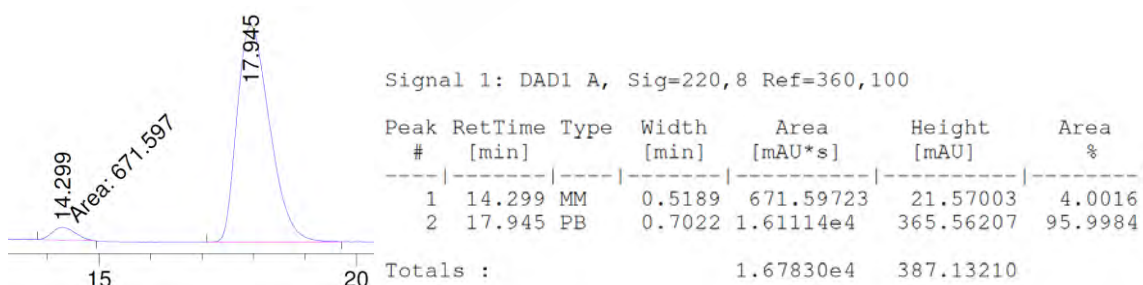 14.299
Area: 671.597
17.945
15
20
Signal 1: DAD1 A, Sig=220,8 Ref=360,100
Peak RetTime Type  Width     Area      Height     Area
  #   [min]        [min]   [mAU*s]     [mAU]        %
----|-------|----|-------|----------|----------|--------|
   1  14.299 MM    0.5189  671.59723   21.57003   4.0016
   2  17.945 PB    0.7022 1.61114e4   365.56207  95.9984
Totals :                  1.67830e4   387.13210